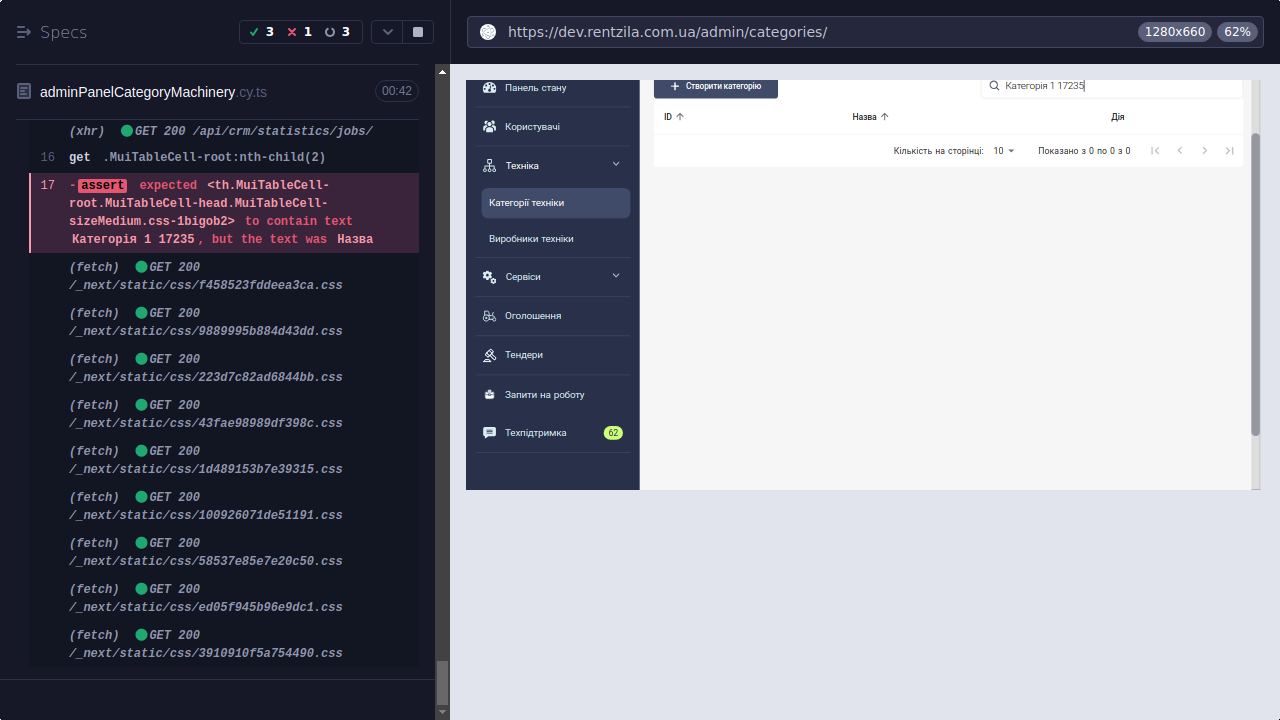 Specs
3
1
3
https://dev.rentzila.com.ua/admin/categories/
1280x660
62%
adminPanelCategoryMachinery.cy.ts
00:42
(xhr) GET 200 /api/crm/statistics/jobs/
16 get .MuiTableCell-root:nth-child(2)
17 -assert expected <th.MuiTableCell-
root.MuiTableCell-head.MuiTableCell-
sizeMedium.css-1bigob2> to contain text
Категорія 1 17235, but the text was Назва
(fetch) GET 200
/_next/static/css/f458523fddeea3ca.css
(fetch) GET 200
/_next/static/css/9889995b884d43dd.css
(fetch) GET 200
/_next/static/css/223d7c82ad6844bb.css
(fetch) GET 200
/_next/static/css/43fae98989df398c.css
(fetch) GET 200
/_next/static/css/1d489153b7e39315.css
(fetch) GET 200
/_next/static/css/100926071de51191.css
(fetch) GET 200
/_next/static/css/58537e85e7e20c50.css
(fetch) GET 200
/_next/static/css/ed05f945b96e9dc1.css
(fetch) GET 200
/_next/static/css/3910910f5a754490.css
Панель стану
Користувачі
Техніка
Категорії техніки
Виробники техніки
Сервіси
Оголошення
Тендери
Запити на роботу
Техпідтримка 62
Створити категорію
Категорія 1 17235
ID Назва Дія
Кількість на сторінці: 10 Показано з 0 по 0 з 0